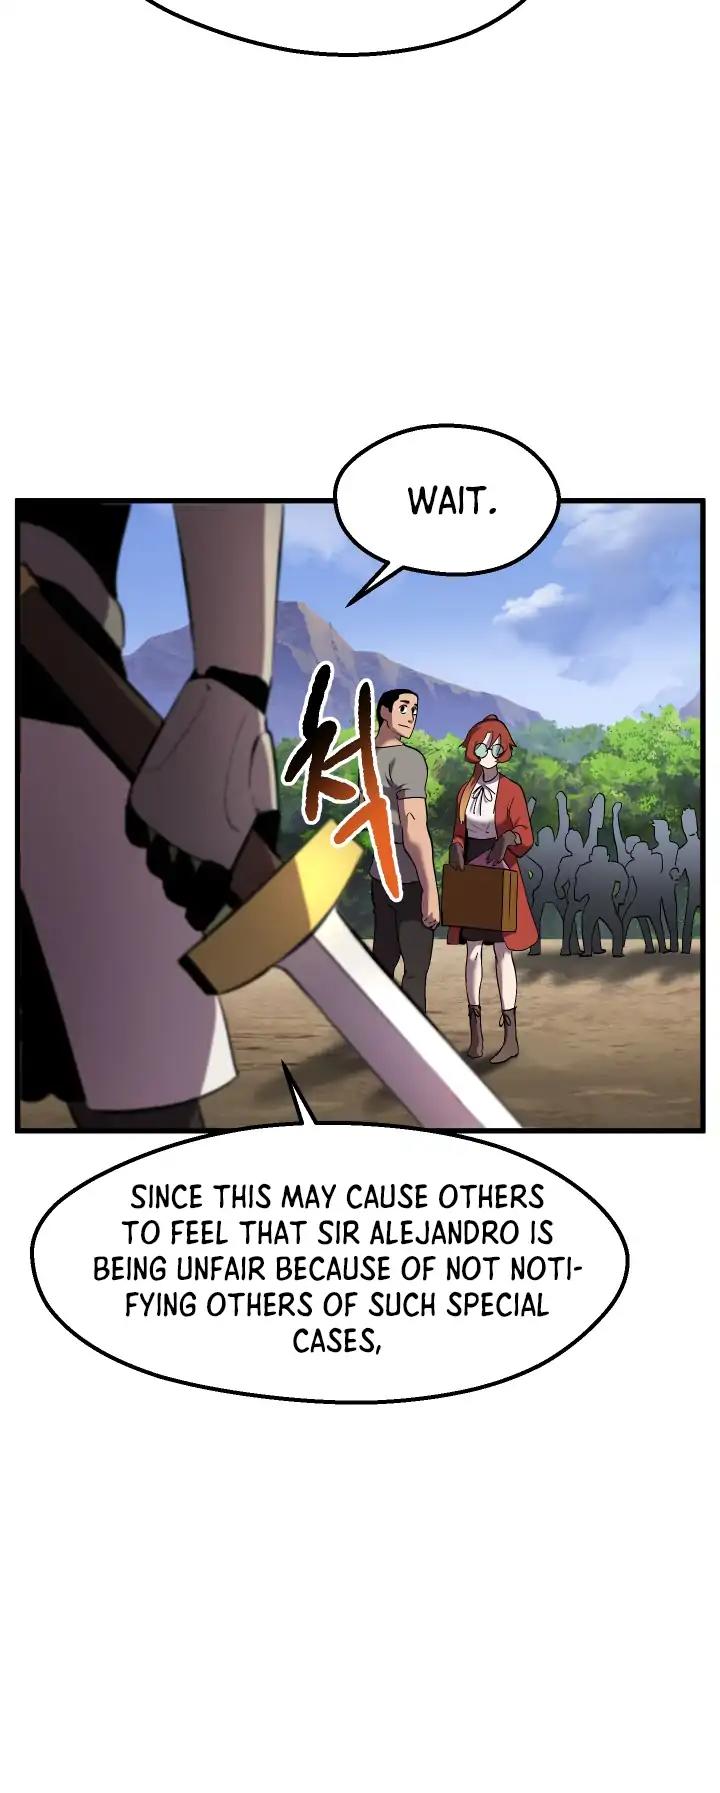 WAIT.
척
SINCE THIS MAY CAUSE OTHERS
TO FEEL THAT SIR ALEJANDRO IS
BEING UNFAIR BECAUSE OF NOT NOTI-
FYING OTHERS OF SUCH SPECIAL
CASES,